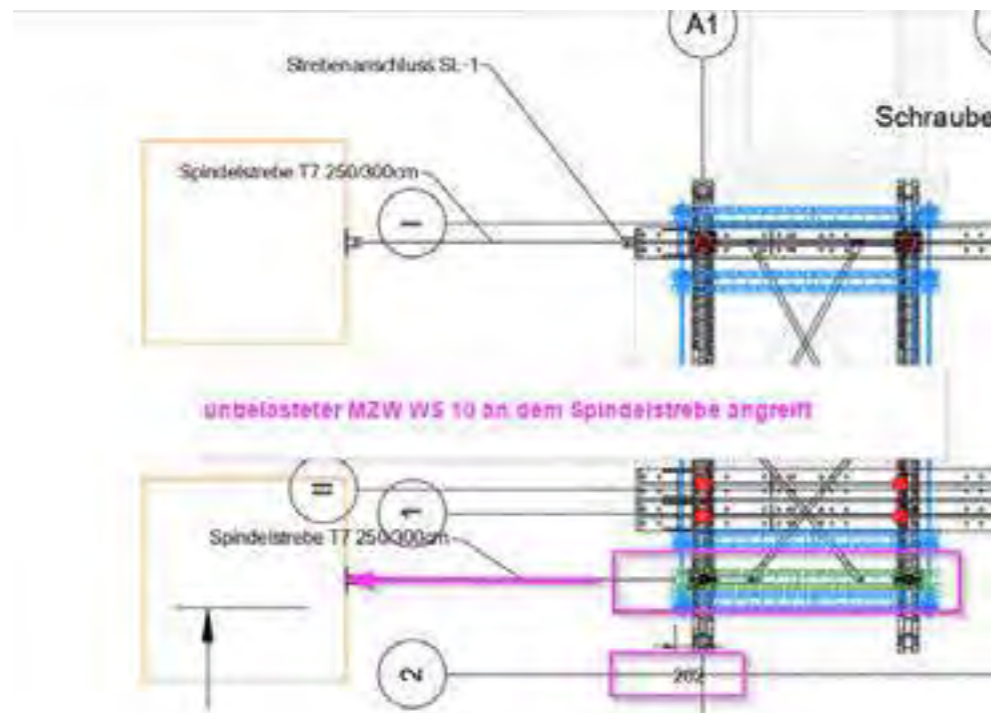 A1
Strebenanschluss SL-1
Schraube
Spindelstrebe T7 250/300cm
I
unbelasteter MZW WS 10 an dem Spindelstrebe angreift
II
1
Spindelstrebe T7 250/300cm
2
202